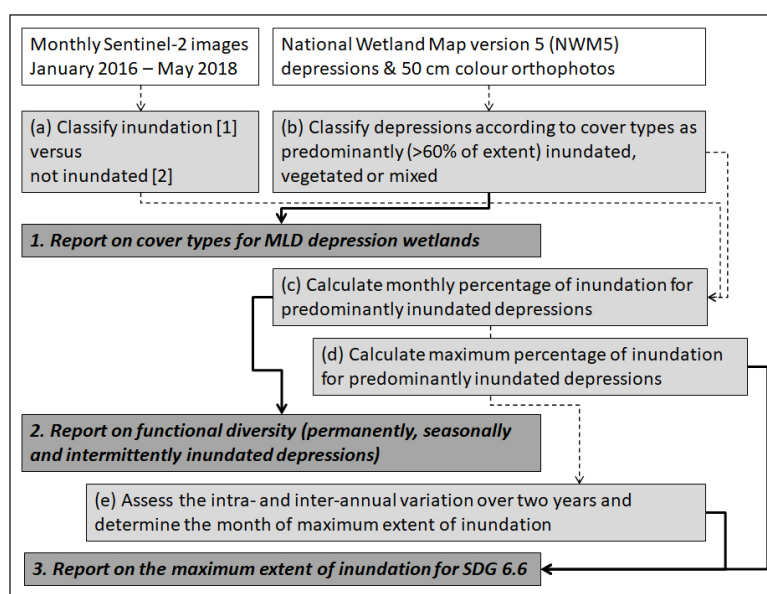 Monthly Sentinel-2 images
January 2016 – May 2018
National Wetland Map version 5 (NWM5)
depressions & 50 cm colour orthophotos
(a) Classify inundation [1]
versus
not inundated [2]
(b) Classify depressions according to cover types as
predominantly (>60% of extent) inundated,
vegetated or mixed
1. Report on cover types for MLD depression wetlands
(c) Calculate monthly percentage of inundation for
predominantly inundated depressions
(d) Calculate maximum percentage of inundation
for predominantly inundated depressions
2. Report on functional diversity (permanently, seasonally
and intermittently inundated depressions)
(e) Assess the intra- and inter-annual variation over two years and
determine the month of maximum extent of inundation
3. Report on the maximum extent of inundation for SDG 6.6